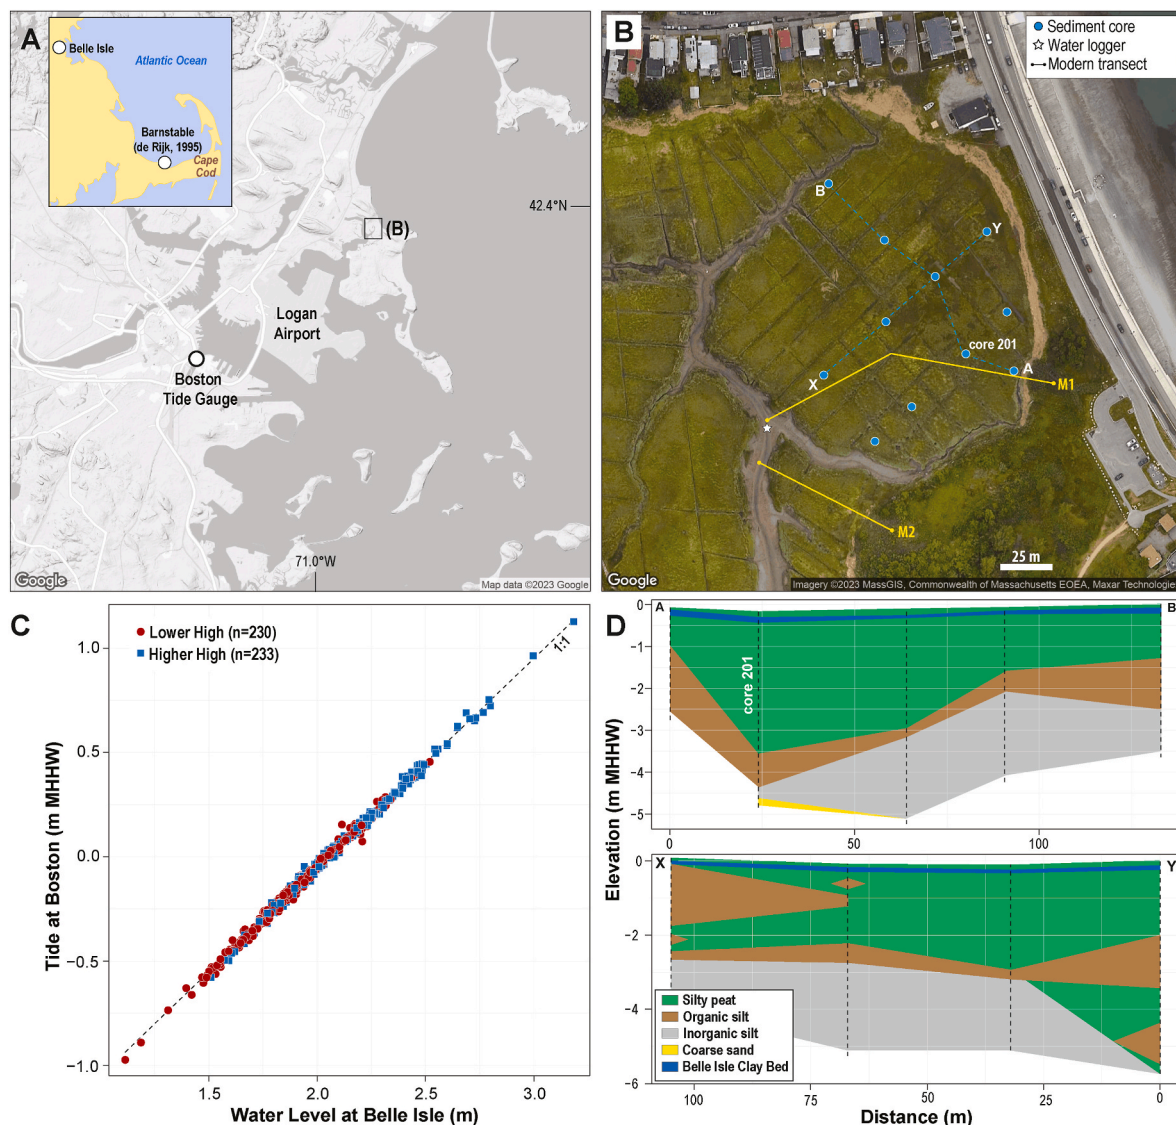 A
Belle Isle
Atlantic Ocean
Barnstable
(de Rijk, 1995)
Cape
Cod
42.4°N
(B)
Logan
Airport
Boston
Tide Gauge
71.0°W
Google
Map data ©2023 Google
B
Sediment core
Water logger
Modern transect
B
Y
core 201
A
X
M1
M2
25 m
Google
Imagery ©2023 MassGIS, Commonwealth of Massachusetts EOEA, Maxar Technologies
C
Lower High (n=230)
Higher High (n=233)
1:1
Tide at Boston (m MHHW)
1.0
0.5
0.0
−0.5
−1.0
1.5
2.0
2.5
3.0
Water Level at Belle Isle (m)
D
Elevation (m MHHW)
A
B
core 201
0
−1
−2
−3
−4
−5
0
50
100
X
Y
0
−2
−4
−6
Silty peat
Organic silt
Inorganic silt
Coarse sand
Belle Isle Clay Bed
100
75
50
25
0
Distance (m)